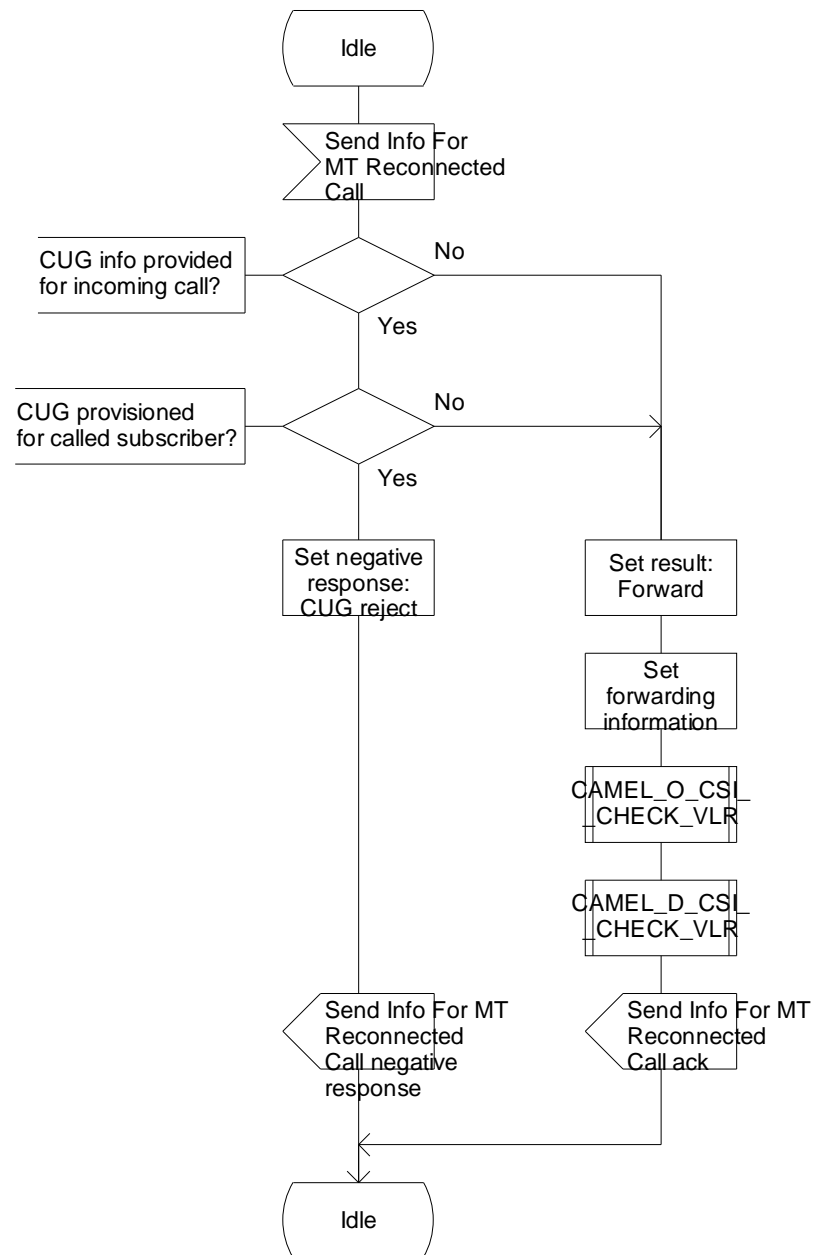 Idle
Send Info For
MT Reconnected
Call
CUG info provided
for incoming call?
No
Yes
CUG provisioned
for called subscriber?
No
Yes
Set negative
response:
CUG reject
Set result:
Forward
Set
forwarding
information
CAMEL_O_CSI_
_CHECK_VLR
CAMEL_D_CSI_
_CHECK_VLR
Send Info For MT
Reconnected
Call negative
response
Send Info For MT
Reconnected
Call ack
Idle